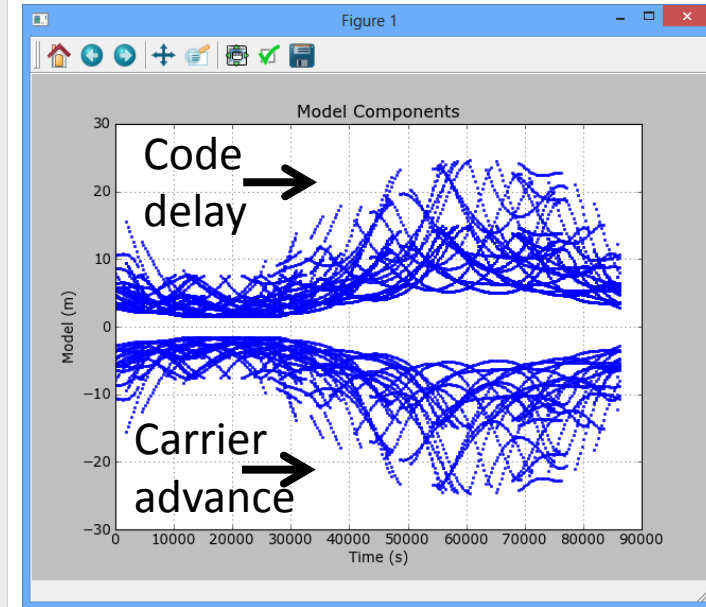 Figure 1
Model Components
Code
delay
Carrier
advance
Model (m)
30
20
10
0
−10
−20
−30
0 10000 20000 30000 40000 50000 60000 70000 80000 90000
Time (s)